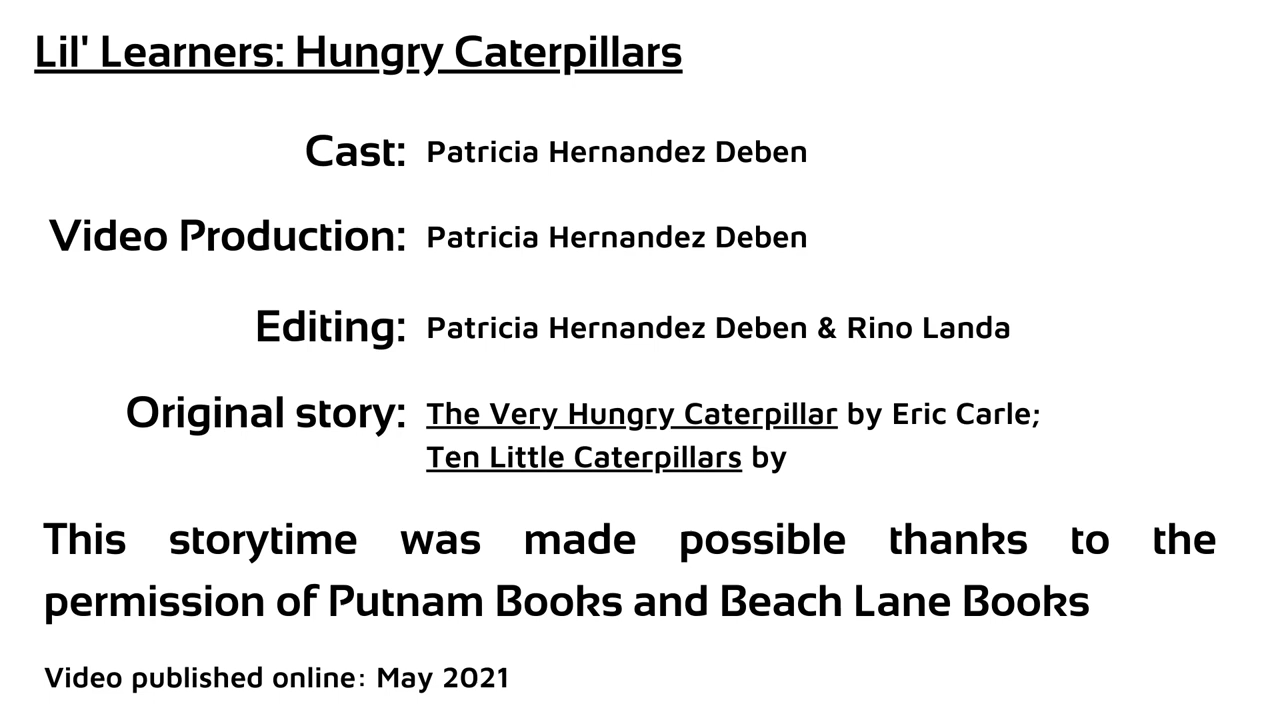 Lil' Learners: Hungry Caterpillars
Cast: Patricia Hernandez Deben
Video Production: Patricia Hernandez Deben
Editing: Patricia Hernandez Deben & Rino Landa
Original story: The Very Hungry Caterpillar by Eric Carle;
Ten Little Caterpillars by
This storytime was made possible thanks to the
permission of Putnam Books and Beach Lane Books
Video published online: May 2021